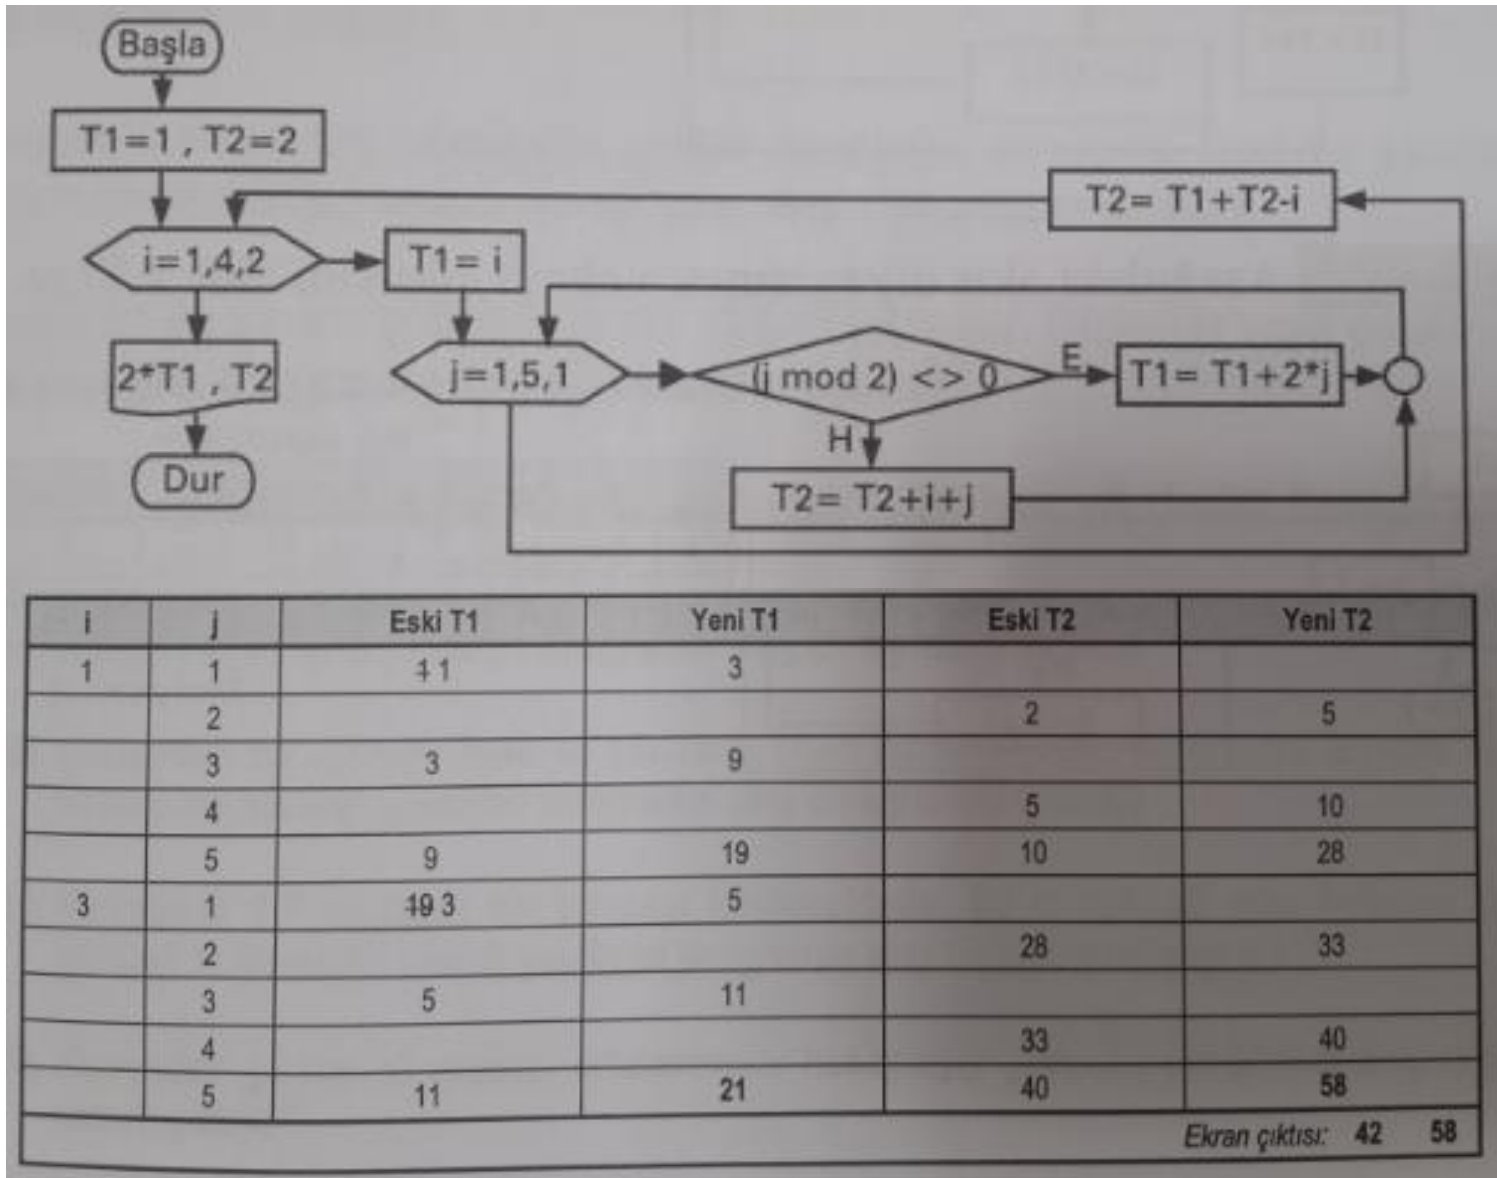 Başla
T1=1 , T2=2
T2= T1+T2-i
i=1,4,2
T1= i
2*T1 , T2
j=1,5,1
(j mod 2) <> 0
E
T1= T1+2*j
H
Dur
T2= T2+i+j
i j Eski T1 Yeni T1 Eski T2 Yeni T2
1 1 1 1 3
2 2 5
3 3 9
4 5 10
5 9 19 10 28
3 1 19 3 5
2 28 33
3 5 11
4 33 40
5 11 21 40 58
Ekran çıktısı: 42 58